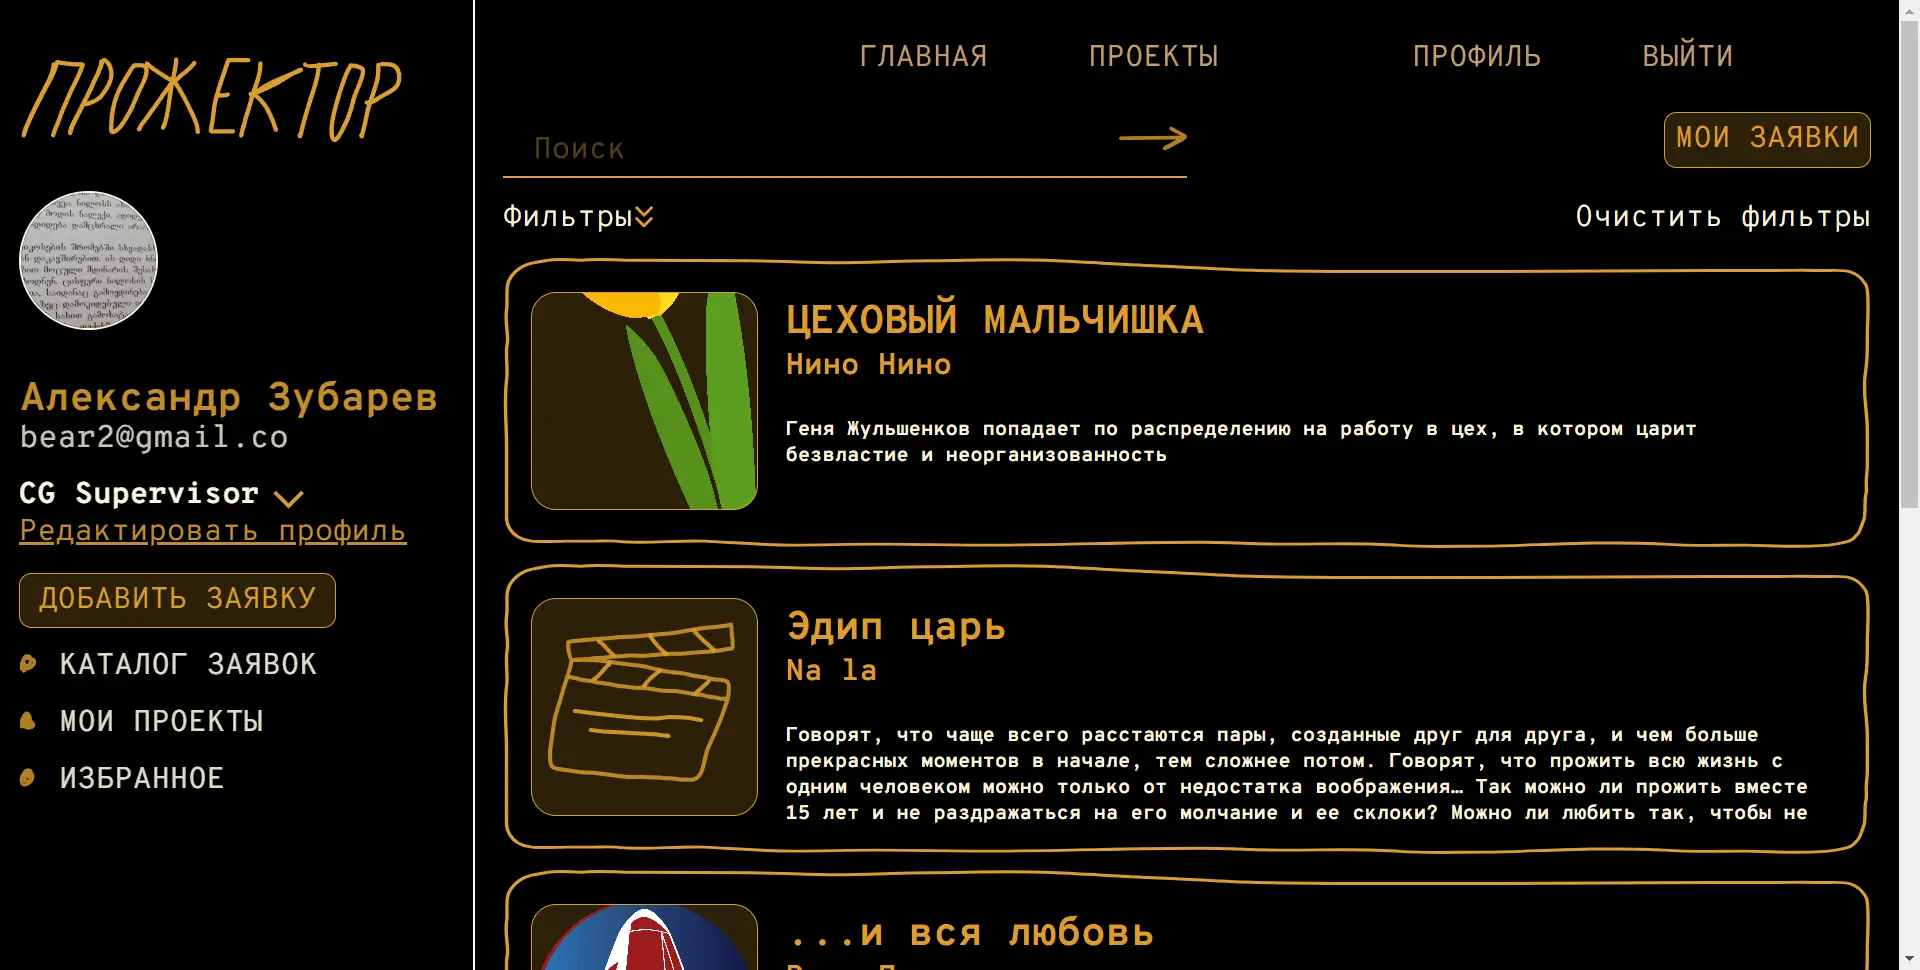 ПРОЖЕКТОР
Александр Зубарев
bear2@gmail.co
CG Supervisor
Редактировать профиль
ДОБАВИТЬ ЗАЯВКУ
КАТАЛОГ ЗАЯВОК
МОИ ПРОЕКТЫ
ИЗБРАННОЕ
ГЛАВНАЯ
ПРОЕКТЫ
ПРОФИЛЬ
ВЫЙТИ
Поиск
МОИ ЗАЯВКИ
Фильтры
Очистить фильтры
ЦЕХОВЫЙ МАЛЬЧИШКА
Нино Нино
Геня Жульшенков попадает по распределению на работу в цех, в котором царит
безвластие и неорганизованность
Эдип царь
Na la
Говорят, что чаще всего расстаются пары, созданные друг для друга, и чем больше
прекрасных моментов в начале, тем сложнее потом. Говорят, что прожить всю жизнь с
одним человеком можно только от недостатка воображения… Так можно ли прожить вместе
15 лет и не раздражаться на его молчание и ее склоки? Можно ли любить так, чтобы не
...и вся любовь